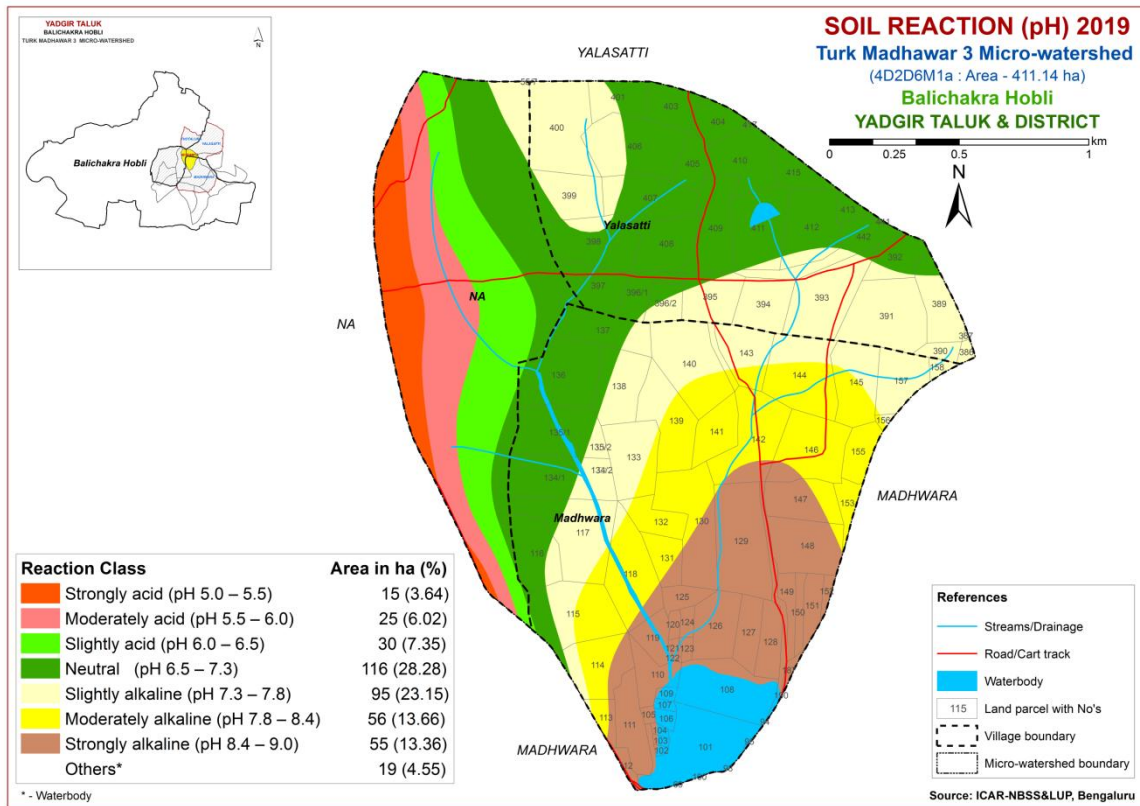 YADGIR TALUK
BALICHAKRA HOBLI
TURK MADHAWAR 3 MICRO-WATERSHED
N
Balichakra Hobli
YALASATTI
SOIL REACTION (pH) 2019
Turk Madhawar 3 Micro-watershed
(4D2D6M1a : Area - 411.14 ha)
Balichakra Hobli
YADGIR TALUK & DISTRICT
km
0 0.25 0.5 1
N
401
403
400
404
406
405
410
415
399
407
413
Yalasatti
409
411
412
442
398
408
392
397
396/1
396/2
395
394
393
389
391
NA
NA
137
143
390
386
140
158
136
138
144
145
157
139
156
141
135/1
142
135/2
133
146
155
134/2
134/1
147
153
MADHWARA
Madhwara
132
130
117
129
148
116
131
118
149
125
151
150
115
120
124
126
127
119
128
121
123
122
114
110
108
109
107
113
111
105
106
104
103
102
101
MADHWARA
Reaction Class Area in ha (%)
Strongly acid (pH 5.0 – 5.5) 15 (3.64)
Moderately acid (pH 5.5 – 6.0) 25 (6.02)
Slightly acid (pH 6.0 – 6.5) 30 (7.35)
Neutral (pH 6.5 – 7.3) 116 (28.28)
Slightly alkaline (pH 7.3 – 7.8) 95 (23.15)
Moderately alkaline (pH 7.8 – 8.4) 56 (13.66)
Strongly alkaline (pH 8.4 – 9.0) 55 (13.36)
Others* 19 (4.55)
* - Waterbody
References
Streams/Drainage
Road/Cart track
Waterbody
115 Land parcel with No's
Village boundary
Micro-watershed boundary
Source: ICAR-NBSS&LUP, Bengaluru